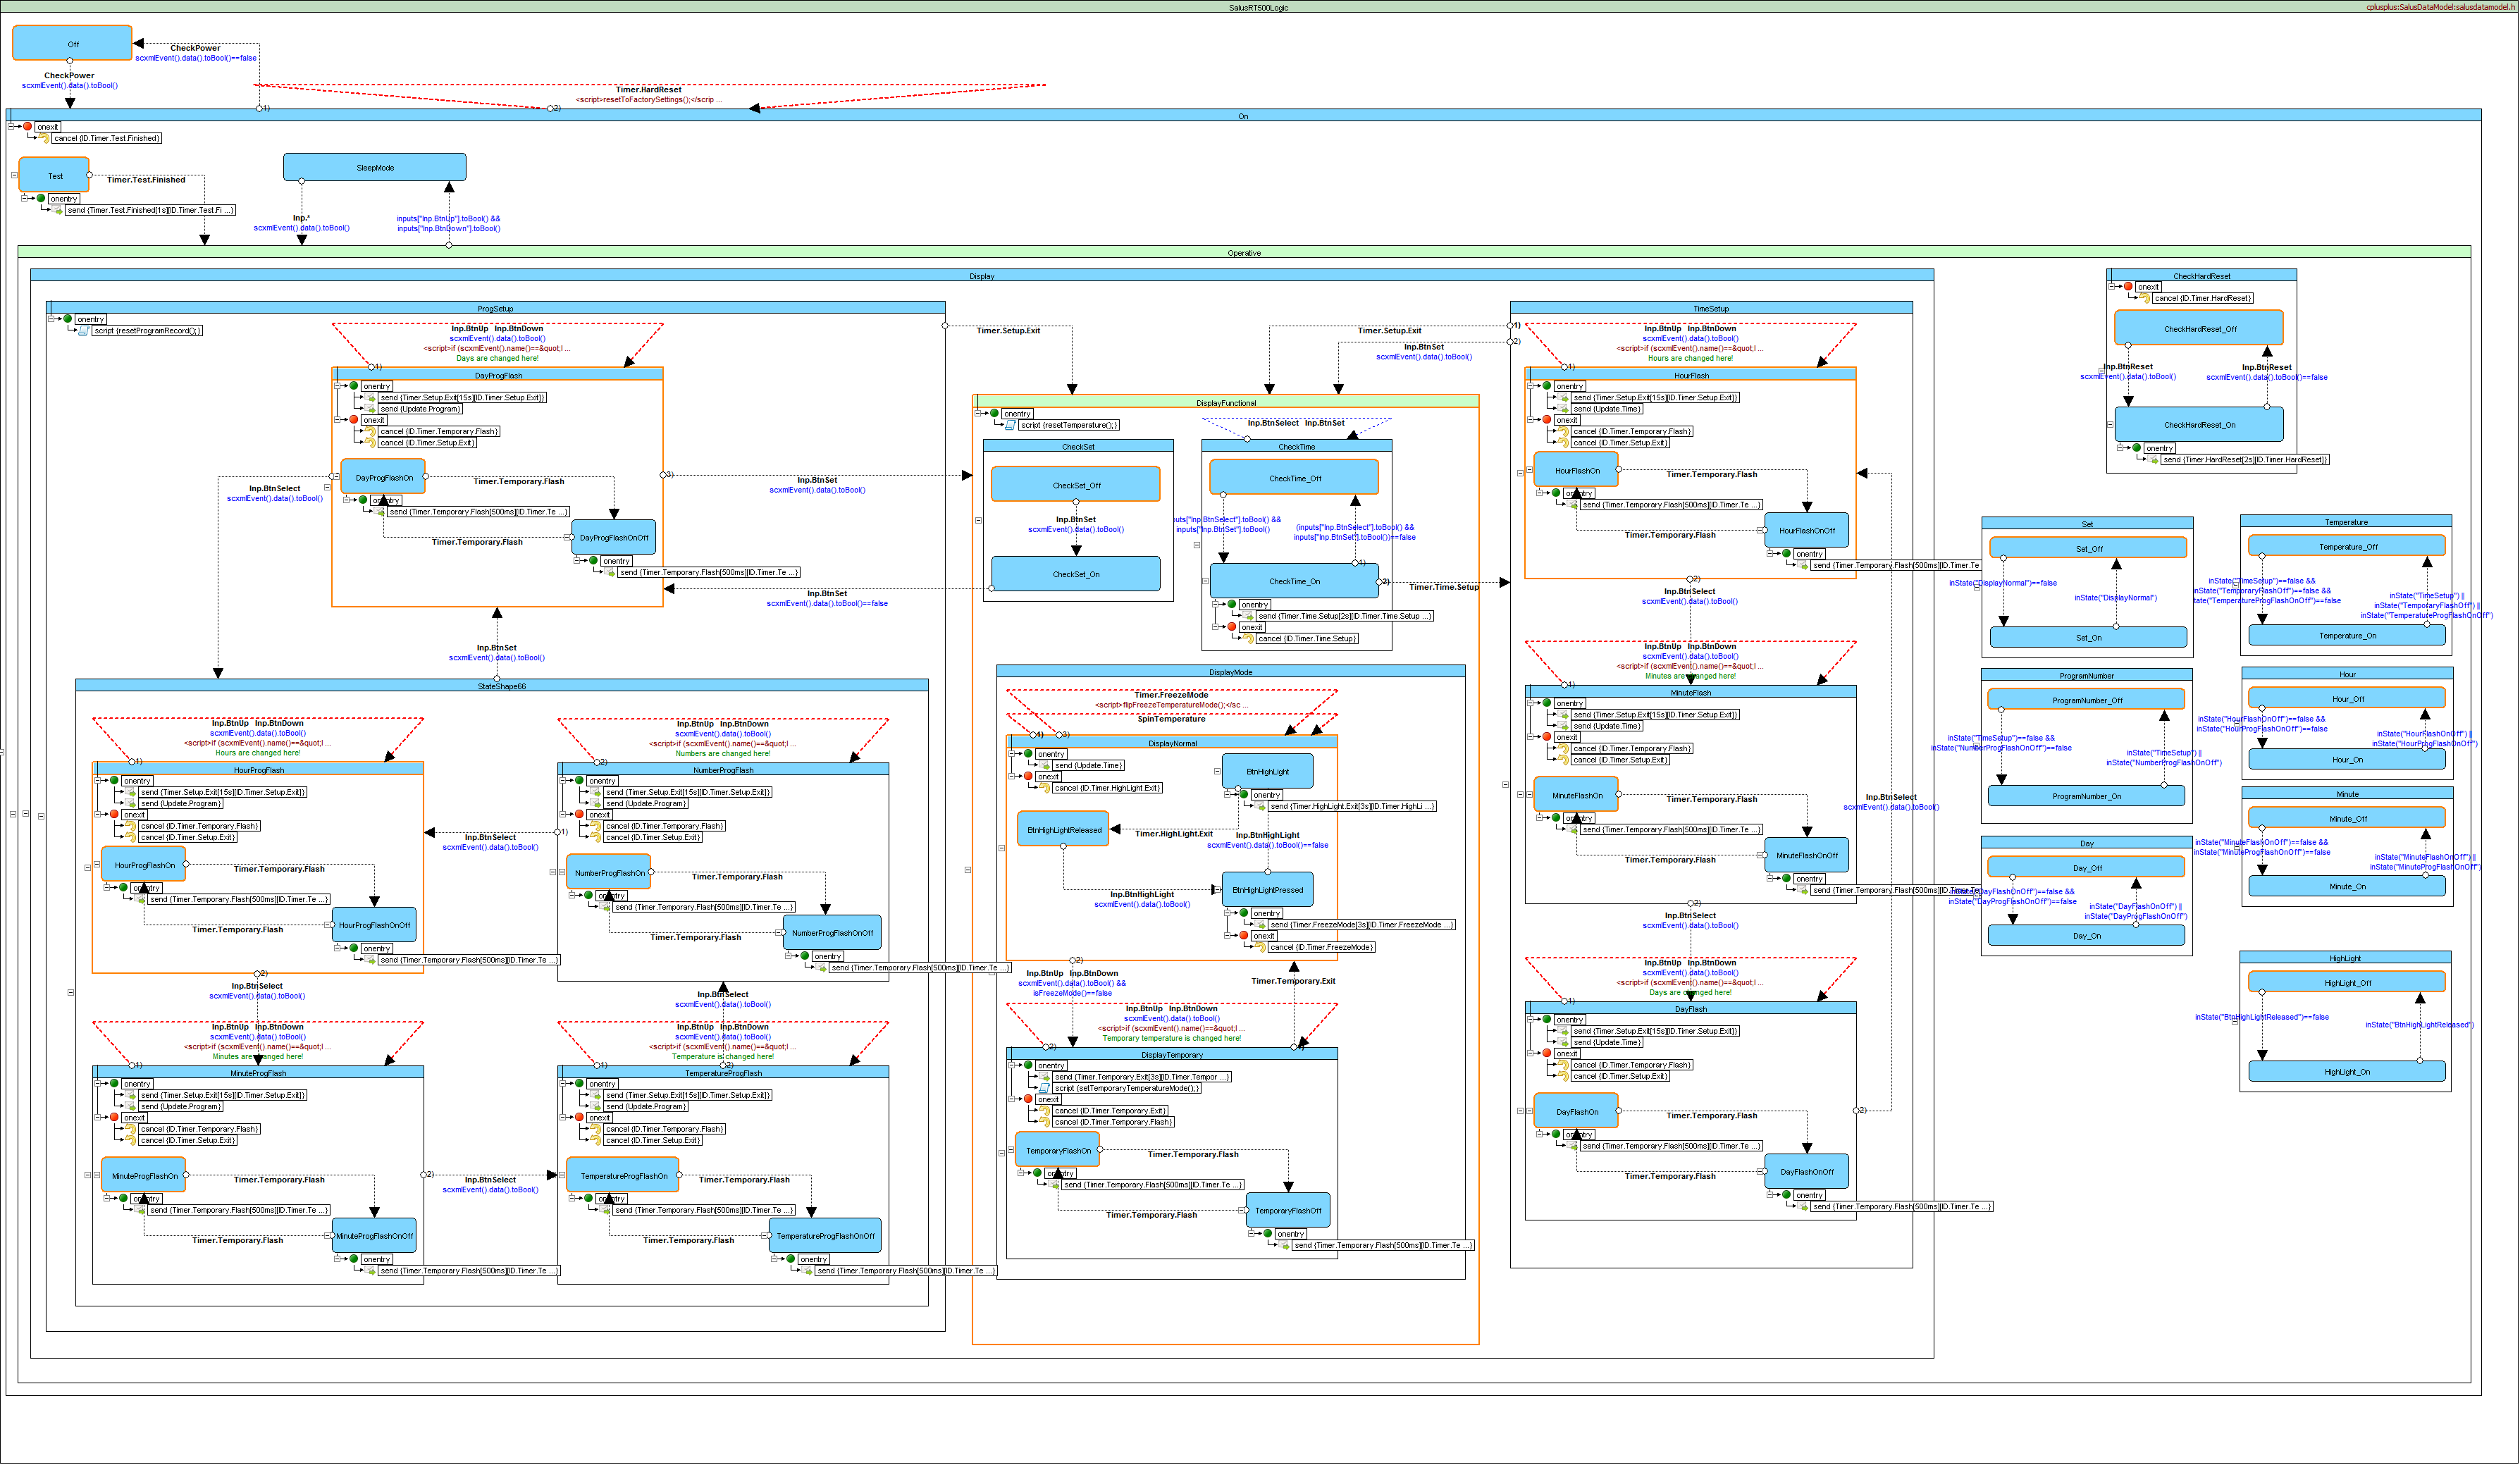 SalusRT500Logic
cplusplus:SalusDataModel:salusdatamodel.h
Off
CheckPower
scxmlEvent().data().toBool()==false
CheckPower
scxmlEvent().data().toBool()
Timer.HardReset
<script>resetToFactorySettings();</scrip ...
1)
2)
On
onexit
cancel {ID.Timer.Test.Finished}
Test
Timer.Test.Finished
onentry
send {Timer.Test.Finished[1s][ID.Timer.Test.Fi ...}
SleepMode
Inp.*
scxmlEvent().data().toBool()
inputs["Inp.BtnUp"].toBool() &&
inputs["Inp.BtnDown"].toBool()
Operative
Display
ProgSetup
onentry
script {resetProgramRecord();}
Inp.BtnUp Inp.BtnDown
scxmlEvent().data().toBool()
<script>if (scxmlEvent().name()==&quot;I ...
Days are changed here!
1)
DayProgFlash
onentry
send {Timer.Setup.Exit[15s][ID.Timer.Setup.Exit]}
send {Update.Program}
onexit
cancel {ID.Timer.Temporary.Flash}
cancel {ID.Timer.Setup.Exit}
DayProgFlashOn
Timer.Temporary.Flash
onentry
send {Timer.Temporary.Flash[500ms][ID.Timer.Te ...}
DayProgFlashOnOff
Timer.Temporary.Flash
onentry
send {Timer.Temporary.Flash[500ms][ID.Timer.Te ...}
Inp.BtnSelect
scxmlEvent().data().toBool()
3)
Inp.BtnSet
scxmlEvent().data().toBool()
Inp.BtnSet
scxmlEvent().data().toBool()==false
Inp.BtnSet
scxmlEvent().data().toBool()
Timer.Setup.Exit
StateShape66
Inp.BtnUp Inp.BtnDown
scxmlEvent().data().toBool()
<script>if (scxmlEvent().name()==&quot;I ...
Hours are changed here!
1)
HourProgFlash
onentry
send {Timer.Setup.Exit[15s][ID.Timer.Setup.Exit]}
send {Update.Program}
onexit
cancel {ID.Timer.Temporary.Flash}
cancel {ID.Timer.Setup.Exit}
HourProgFlashOn
Timer.Temporary.Flash
onentry
send {Timer.Temporary.Flash[500ms][ID.Timer.Te ...}
HourProgFlashOnOff
Timer.Temporary.Flash
onentry
send {Timer.Temporary.Flash[500ms][ID.Timer.Te ...}
2)
Inp.BtnSelect
scxmlEvent().data().toBool()
Inp.BtnUp Inp.BtnDown
scxmlEvent().data().toBool()
<script>if (scxmlEvent().name()==&quot;I ...
Numbers are changed here!
2)
NumberProgFlash
onentry
send {Timer.Setup.Exit[15s][ID.Timer.Setup.Exit]}
send {Update.Program}
onexit
cancel {ID.Timer.Temporary.Flash}
cancel {ID.Timer.Setup.Exit}
1)
Inp.BtnSelect
scxmlEvent().data().toBool()
NumberProgFlashOn
Timer.Temporary.Flash
onentry
send {Timer.Temporary.Flash[500ms][ID.Timer.Te ...}
NumberProgFlashOnOff
Timer.Temporary.Flash
onentry
send {Timer.Temporary.Flash[500ms][ID.Timer.Te ...}
Inp.BtnSelect
scxmlEvent().data().toBool()
Inp.BtnUp Inp.BtnDown
scxmlEvent().data().toBool()
<script>if (scxmlEvent().name()==&quot;I ...
Minutes are changed here!
1)
MinuteProgFlash
onentry
send {Timer.Setup.Exit[15s][ID.Timer.Setup.Exit]}
send {Update.Program}
onexit
cancel {ID.Timer.Temporary.Flash}
cancel {ID.Timer.Setup.Exit}
MinuteProgFlashOn
Timer.Temporary.Flash
onentry
send {Timer.Temporary.Flash[500ms][ID.Timer.Te ...}
MinuteProgFlashOnOff
Timer.Temporary.Flash
onentry
send {Timer.Temporary.Flash[500ms][ID.Timer.Te ...}
2)
Inp.BtnSelect
scxmlEvent().data().toBool()
Inp.BtnUp Inp.BtnDown
scxmlEvent().data().toBool()
<script>if (scxmlEvent().name()==&quot;I ...
Temperature is changed here!
1)
2)
TemperatureProgFlash
onentry
send {Timer.Setup.Exit[15s][ID.Timer.Setup.Exit]}
send {Update.Program}
onexit
cancel {ID.Timer.Temporary.Flash}
cancel {ID.Timer.Setup.Exit}
TemperatureProgFlashOn
Timer.Temporary.Flash
onentry
send {Timer.Temporary.Flash[500ms][ID.Timer.Te ...}
TemperatureProgFlashOnOff
Timer.Temporary.Flash
onentry
send {Timer.Temporary.Flash[500ms][ID.Timer.Te ...}
DisplayFunctional
onentry
script {resetTemperature();}
CheckSet
CheckSet_Off
Inp.BtnSet
scxmlEvent().data().toBool()
CheckSet_On
Inp.BtnSelect Inp.BtnSet
CheckTime
CheckTime_Off
uts["Inp.BtnSelect"].toBool() &&
inputs["Inp.BtnSet"].toBool()
(inputs["Inp.BtnSelect"].toBool() &&
inputs["Inp.BtnSet"].toBool())==false
1)
CheckTime_On
2)
Timer.Time.Setup
onentry
send {Timer.Time.Setup[2s][ID.Timer.Time.Setup ...}
onexit
cancel {ID.Timer.Time.Setup}
DisplayMode
Timer.FreezeMode
<script>flipFreezeTemperatureMode();</sc ...
SpinTemperature
1)
3)
DisplayNormal
onentry
send {Update.Time}
onexit
cancel {ID.Timer.HighLight.Exit}
BtnHighLight
onentry
send {Timer.HighLight.Exit[3s][ID.Timer.HighLi ...}
BtnHighLightReleased
Timer.HighLight.Exit
Inp.BtnHighLight
scxmlEvent().data().toBool()==false
Inp.BtnHighLight
scxmlEvent().data().toBool()
BtnHighLightPressed
onentry
send {Timer.FreezeMode[3s][ID.Timer.FreezeMode ...}
onexit
cancel {ID.Timer.FreezeMode}
2)
Inp.BtnUp Inp.BtnDown
scxmlEvent().data().toBool() &&
isFreezeMode()==false
Timer.Temporary.Exit
Inp.BtnUp Inp.BtnDown
scxmlEvent().data().toBool()
<script>if (scxmlEvent().name()==&quot;I ...
Temporary temperature is changed here!
2)
DisplayTemporary
onentry
send {Timer.Temporary.Exit[3s][ID.Timer.Tempor ...}
script {setTemporaryTemperatureMode();}
onexit
cancel {ID.Timer.Temporary.Exit}
cancel {ID.Timer.Temporary.Flash}
TemporaryFlashOn
Timer.Temporary.Flash
onentry
send {Timer.Temporary.Flash[500ms][ID.Timer.Te ...}
TemporaryFlashOff
Timer.Temporary.Flash
onentry
send {Timer.Temporary.Flash[500ms][ID.Timer.Te ...}
TimeSetup
1)
Timer.Setup.Exit
2)
Inp.BtnSet
scxmlEvent().data().toBool()
Inp.BtnUp Inp.BtnDown
scxmlEvent().data().toBool()
<script>if (scxmlEvent().name()==&quot;I ...
Hours are changed here!
1)
HourFlash
onentry
send {Timer.Setup.Exit[15s][ID.Timer.Setup.Exit]}
send {Update.Time}
onexit
cancel {ID.Timer.Temporary.Flash}
cancel {ID.Timer.Setup.Exit}
HourFlashOn
Timer.Temporary.Flash
onentry
send {Timer.Temporary.Flash[500ms][ID.Timer.Te ...}
HourFlashOnOff
Timer.Temporary.Flash
onentry
send {Timer.Temporary.Flash[500ms][ID.Timer.Te
2)
Inp.BtnSelect
scxmlEvent().data().toBool()
Inp.BtnUp Inp.BtnDown
scxmlEvent().data().toBool()
<script>if (scxmlEvent().name()==&quot;I ...
Minutes are changed here!
1)
MinuteFlash
onentry
send {Timer.Setup.Exit[15s][ID.Timer.Setup.Exit]}
send {Update.Time}
onexit
cancel {ID.Timer.Temporary.Flash}
cancel {ID.Timer.Setup.Exit}
MinuteFlashOn
Timer.Temporary.Flash
onentry
send {Timer.Temporary.Flash[500ms][ID.Timer.Te ...}
MinuteFlashOnOff
Timer.Temporary.Flash
onentry
send {Timer.Temporary.Flash[500ms][ID.Timer.Te
2)
Inp.BtnSelect
scxmlEvent().data().toBool()
Inp.BtnSelect
scxmlEvent().data().toBool()
Inp.BtnUp Inp.BtnDown
scxmlEvent().data().toBool()
<script>if (scxmlEvent().name()==&quot;I ...
Days are changed here!
1)
DayFlash
onentry
send {Timer.Setup.Exit[15s][ID.Timer.Setup.Exit]}
send {Update.Time}
onexit
cancel {ID.Timer.Temporary.Flash}
cancel {ID.Timer.Setup.Exit}
DayFlashOn
Timer.Temporary.Flash
2)
onentry
send {Timer.Temporary.Flash[500ms][ID.Timer.Te ...}
DayFlashOnOff
Timer.Temporary.Flash
onentry
send {Timer.Temporary.Flash[500ms][ID.Timer.Te ...}
CheckHardReset
onexit
cancel {ID.Timer.HardReset}
CheckHardReset_Off
Inp.BtnReset
scxmlEvent().data().toBool()
Inp.BtnReset
scxmlEvent().data().toBool()==false
CheckHardReset_On
onentry
send {Timer.HardReset[2s][ID.Timer.HardReset]}
Set
Set_Off
inState("DisplayNormal")==false
inState("DisplayNormal")
Set_On
Temperature
Temperature_Off
inState("TimeSetup")==false &&
inState("TemporaryFlashOff")==false &&
tate("TemperatureProgFlashOnOff")==false
inState("TimeSetup") ||
inState("TemporaryFlashOff") ||
inState("TemperatureProgFlashOnOff")
Temperature_On
ProgramNumber
ProgramNumber_Off
inState("TimeSetup")==false &&
inState("NumberProgFlashOnOff")==false
inState("TimeSetup") ||
inState("NumberProgFlashOnOff")
ProgramNumber_On
Hour
Hour_Off
inState("HourFlashOnOff")==false &&
inState("HourProgFlashOnOff")==false
inState("HourFlashOnOff") ||
inState("HourProgFlashOnOff")
Hour_On
Minute
Minute_Off
inState("MinuteFlashOnOff")==false &&
inState("MinuteProgFlashOnOff")==false
inState("MinuteFlashOnOff") ||
inState("MinuteProgFlashOnOff")
Minute_On
Day
Day_Off
inState("DayFlashOnOff")==false &&
inState("DayProgFlashOnOff")==false
inState("DayFlashOnOff") ||
inState("DayProgFlashOnOff")
Day_On
HighLight
HighLight_Off
inState("BtnHighLightReleased")==false
inState("BtnHighLightReleased")
HighLight_On